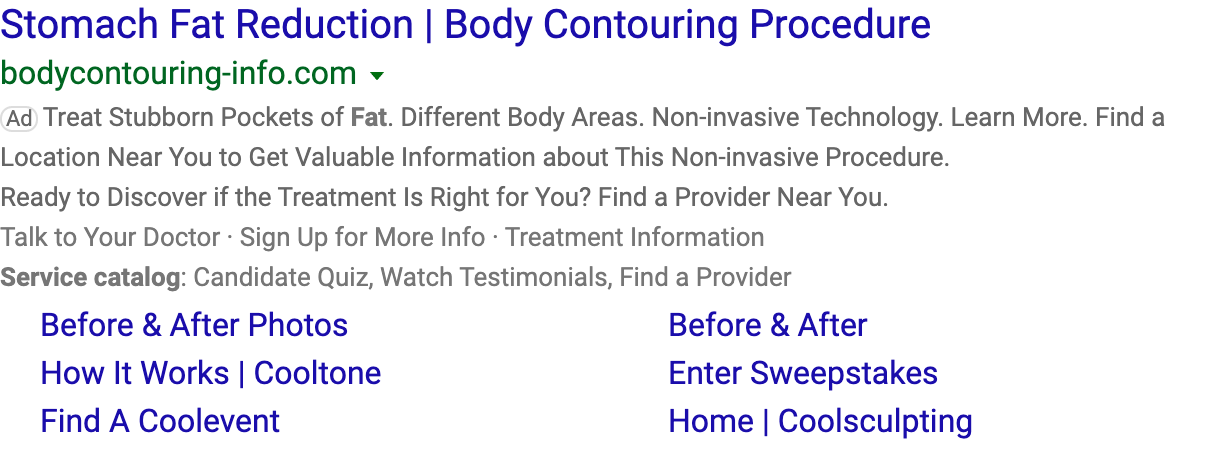 Stomach Fat Reduction | Body Contouring Procedure
bodycontouring-info.com
Ad Treat Stubborn Pockets of Fat. Different Body Areas. Non-invasive Technology. Learn More. Find a
Location Near You to Get Valuable Information about This Non-invasive Procedure.
Ready to Discover if the Treatment Is Right for You? Find a Provider Near You.
Talk to Your Doctor · Sign Up for More Info · Treatment Information
Service catalog: Candidate Quiz, Watch Testimonials, Find a Provider
Before & After Photos
Before & After
How It Works | Cooltone
Enter Sweepstakes
Find A Coolevent
Home | Coolsculpting